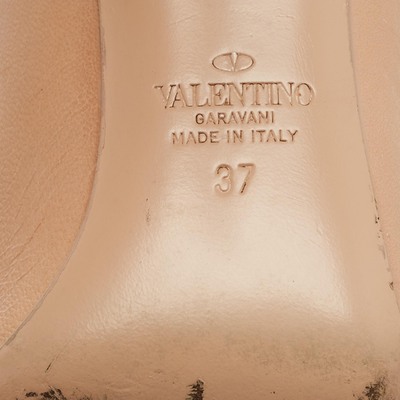 VALENTINO
GARAVANI
MADE IN ITALY
37